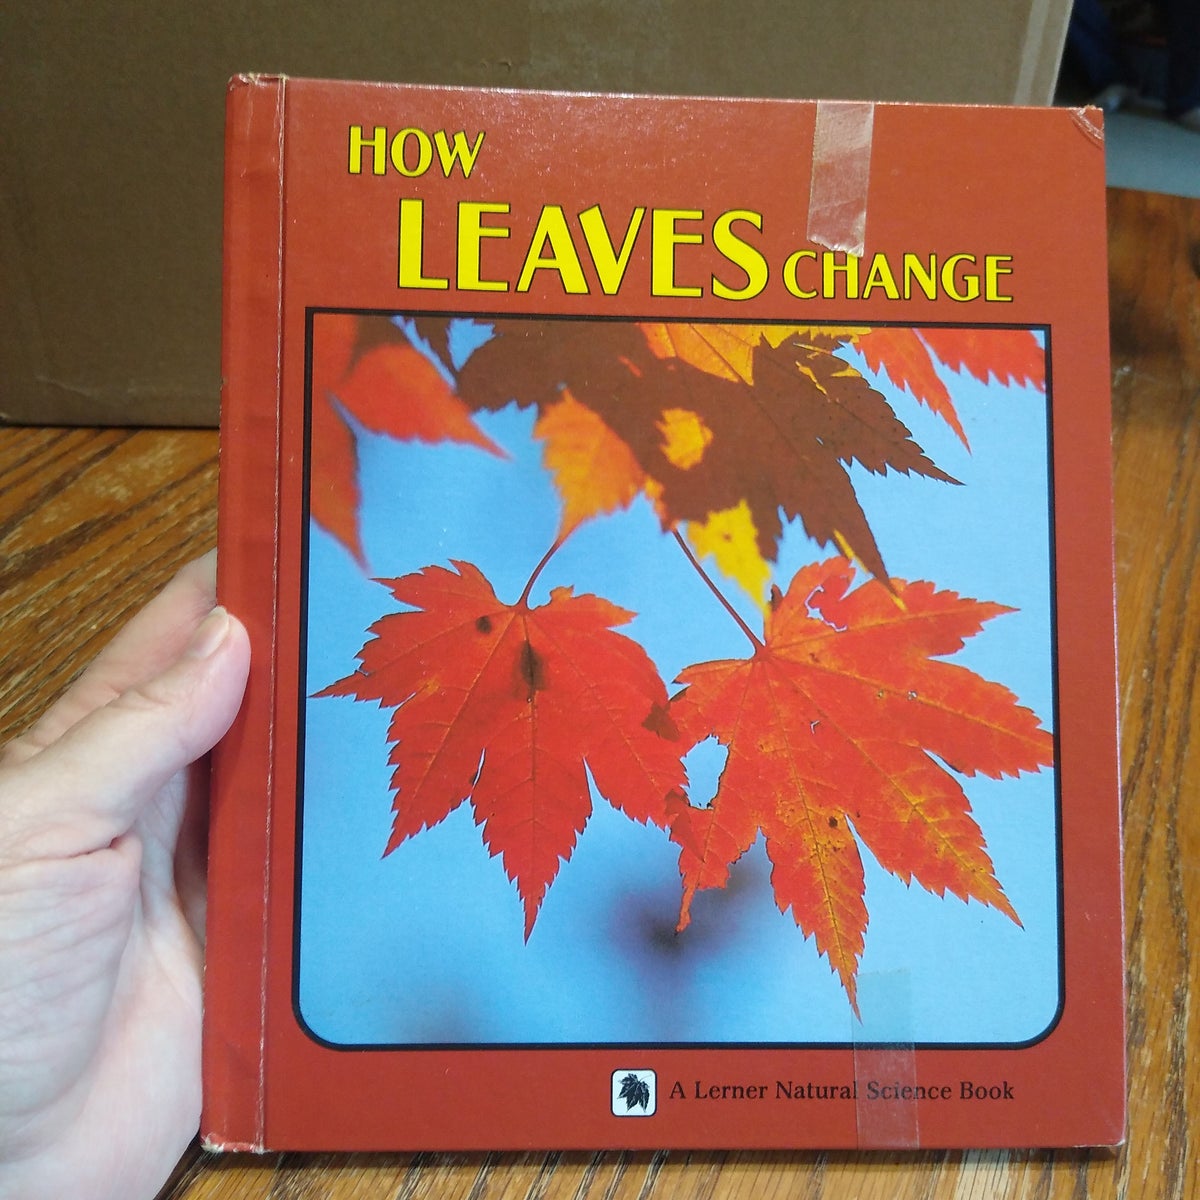 HOW
LEAVES CHANGE
A Lerner Natural Science Book